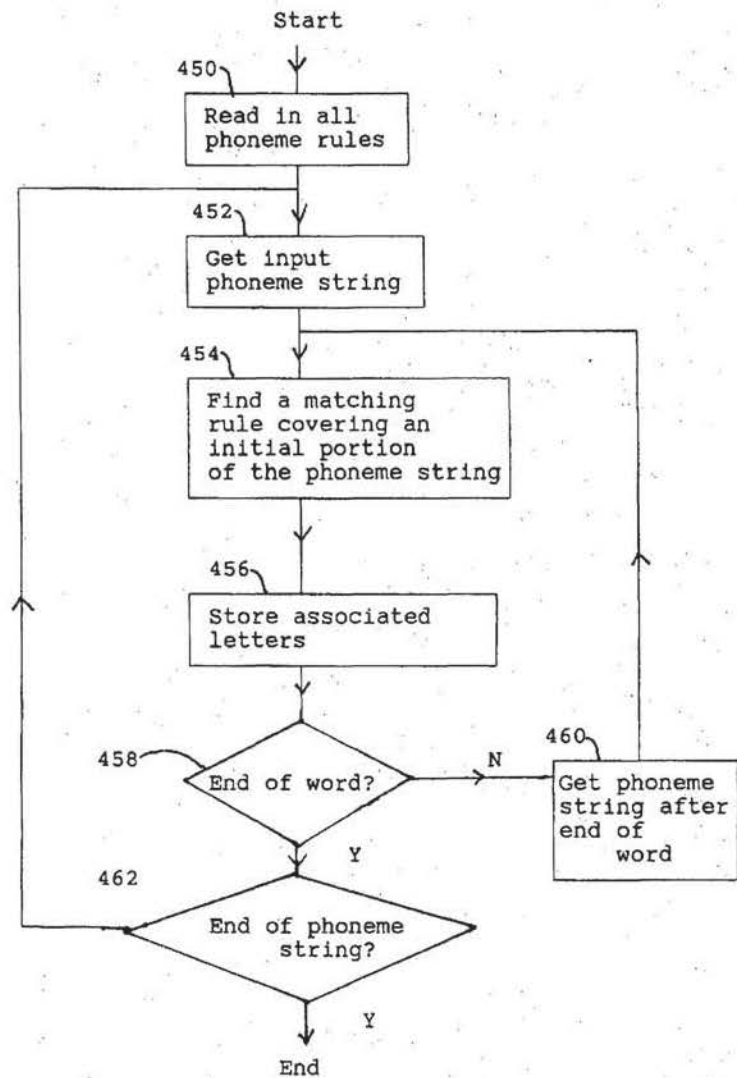 Start
450
Read in all
phoneme rules
452
Get input
phoneme string
454
Find a matching
rule covering an
initial portion
of the phoneme string
456
Store associated
letters
458
End of word?
N
460
Get phoneme
string after
end of
word
Y
462
End of phoneme
string?
Y
End